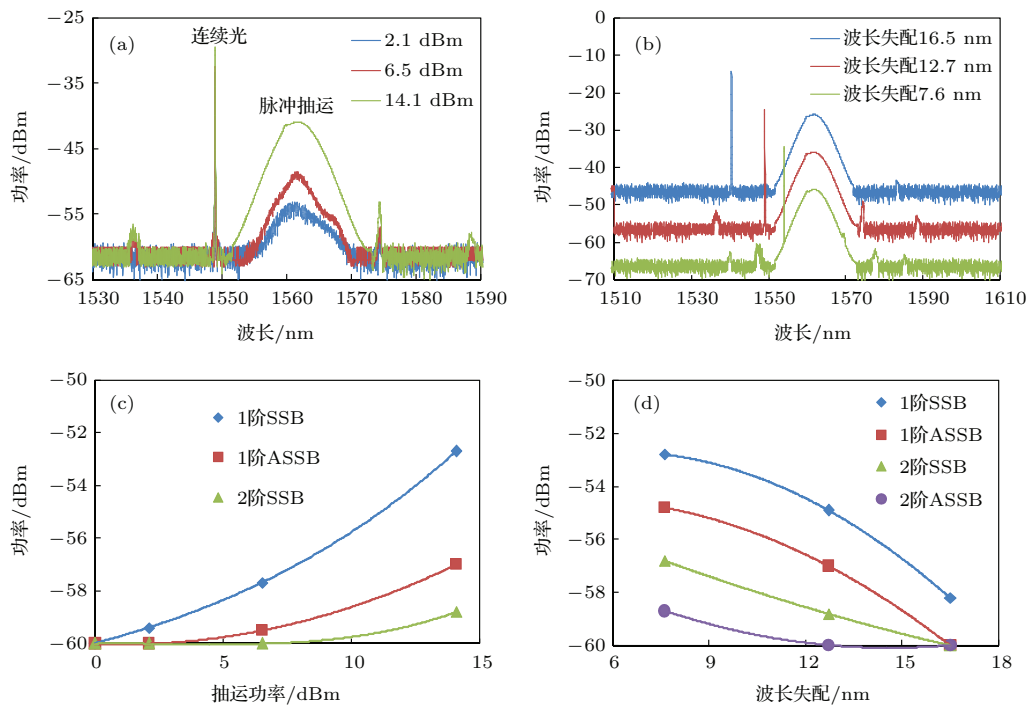 (a)
连续光
脉冲抽运
2.1 dBm
6.5 dBm
14.1 dBm
−25
−35
−45
−55
−65
功率/dBm
1530 1540 1550 1560 1570 1580 1590
波长/nm
(b)
波长失配16.5 nm
波长失配12.7 nm
波长失配7.6 nm
0
−10
−20
−30
−40
−50
−60
−70
功率/dBm
1510 1530 1550 1570 1590 1610
波长/nm
(c)
1阶SSB
1阶ASSB
2阶SSB
−50
−52
−54
−56
−58
−60
功率/dBm
0 5 10 15
抽运功率/dBm
(d)
1阶SSB
1阶ASSB
2阶SSB
2阶ASSB
−50
−52
−54
−56
−58
−60
功率/dBm
6 9 12 15 18
波长失配/nm